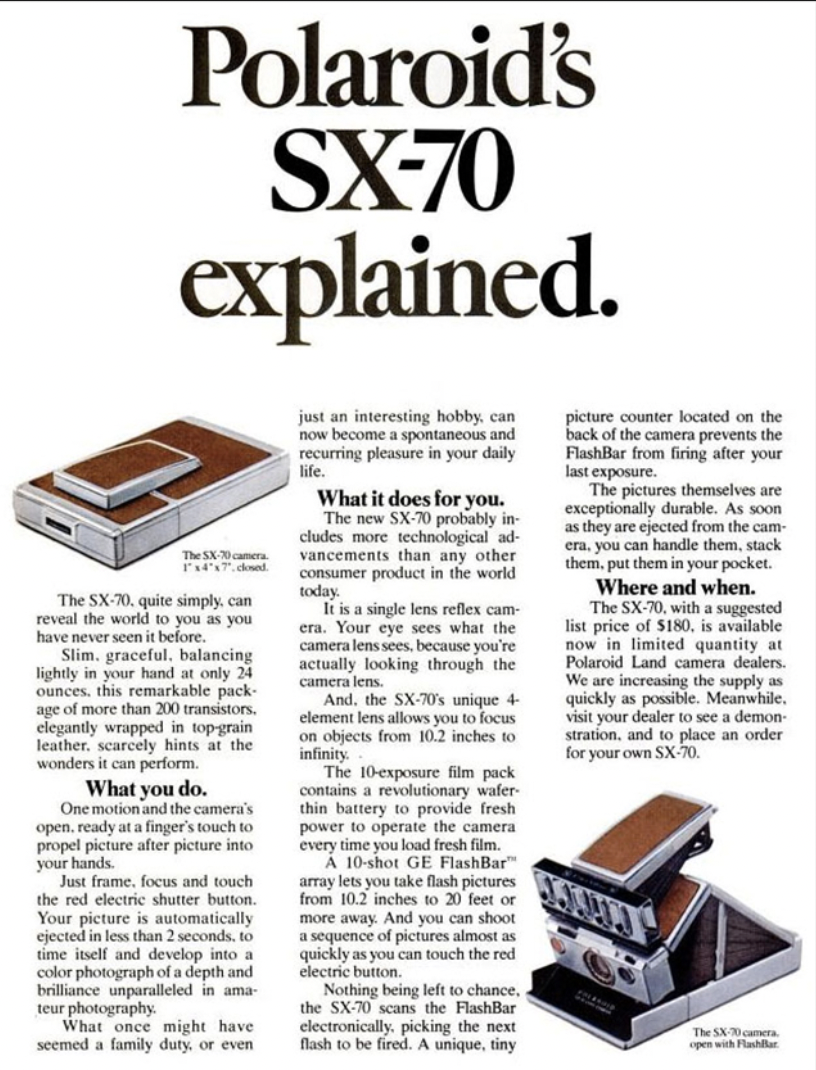 Polaroid's
SX-70
explained.
The SX-70 camera,
1" x 4" x 7", closed.
The SX-70, quite simply, can
reveal the world to you as you
have never seen it before.
Slim, graceful, balancing
lightly in your hand at only 24
ounces, this remarkable pack-
age of more than 200 transistors,
elegantly wrapped in top-grain
leather, scarcely hints at the
wonders it can perform.
What you do.
One motion and the camera's
open, ready at a finger's touch to
propel picture after picture into
your hands.
Just frame, focus and touch
the red electric shutter button.
Your picture is automatically
ejected in less than 2 seconds, to
time itself and develop into a
color photograph of a depth and
brilliance unparalleled in ama-
teur photography.
What once might have
seemed a family duty, or even
just an interesting hobby, can
now become a spontaneous and
recurring pleasure in your daily
life.
What it does for you.
The new SX-70 probably in-
cludes more technological ad-
vancements than any other
consumer product in the world
today.
It is a single lens reflex cam-
era. Your eye sees what the
camera lens sees, because you're
actually looking through the
camera lens.
And, the SX-70's unique 4-
element lens allows you to focus
on objects from 10.2 inches to
infinity.
The 10-exposure film pack
contains a revolutionary wafer-
thin battery to provide fresh
power to operate the camera
every time you load fresh film.
A 10-shot GE FlashBar™
array lets you take flash pictures
from 10.2 inches to 20 feet or
more away. And you can shoot
a sequence of pictures almost as
quickly as you can touch the red
electric button.
Nothing being left to chance,
the SX-70 scans the FlashBar
electronically, picking the next
flash to be fired. A unique, tiny
picture counter located on the
back of the camera prevents the
FlashBar from firing after your
last exposure.
The pictures themselves are
exceptionally durable. As soon
as they are ejected from the cam-
era, you can handle them, stack
them, put them in your pocket.
Where and when.
The SX-70, with a suggested
list price of $180, is available
now in limited quantity at
Polaroid Land camera dealers.
We are increasing the supply as
quickly as possible. Meanwhile,
visit your dealer to see a demon-
stration, and to place an order
for your own SX-70.
POLAROID
The SX-70 camera,
open with FlashBar.